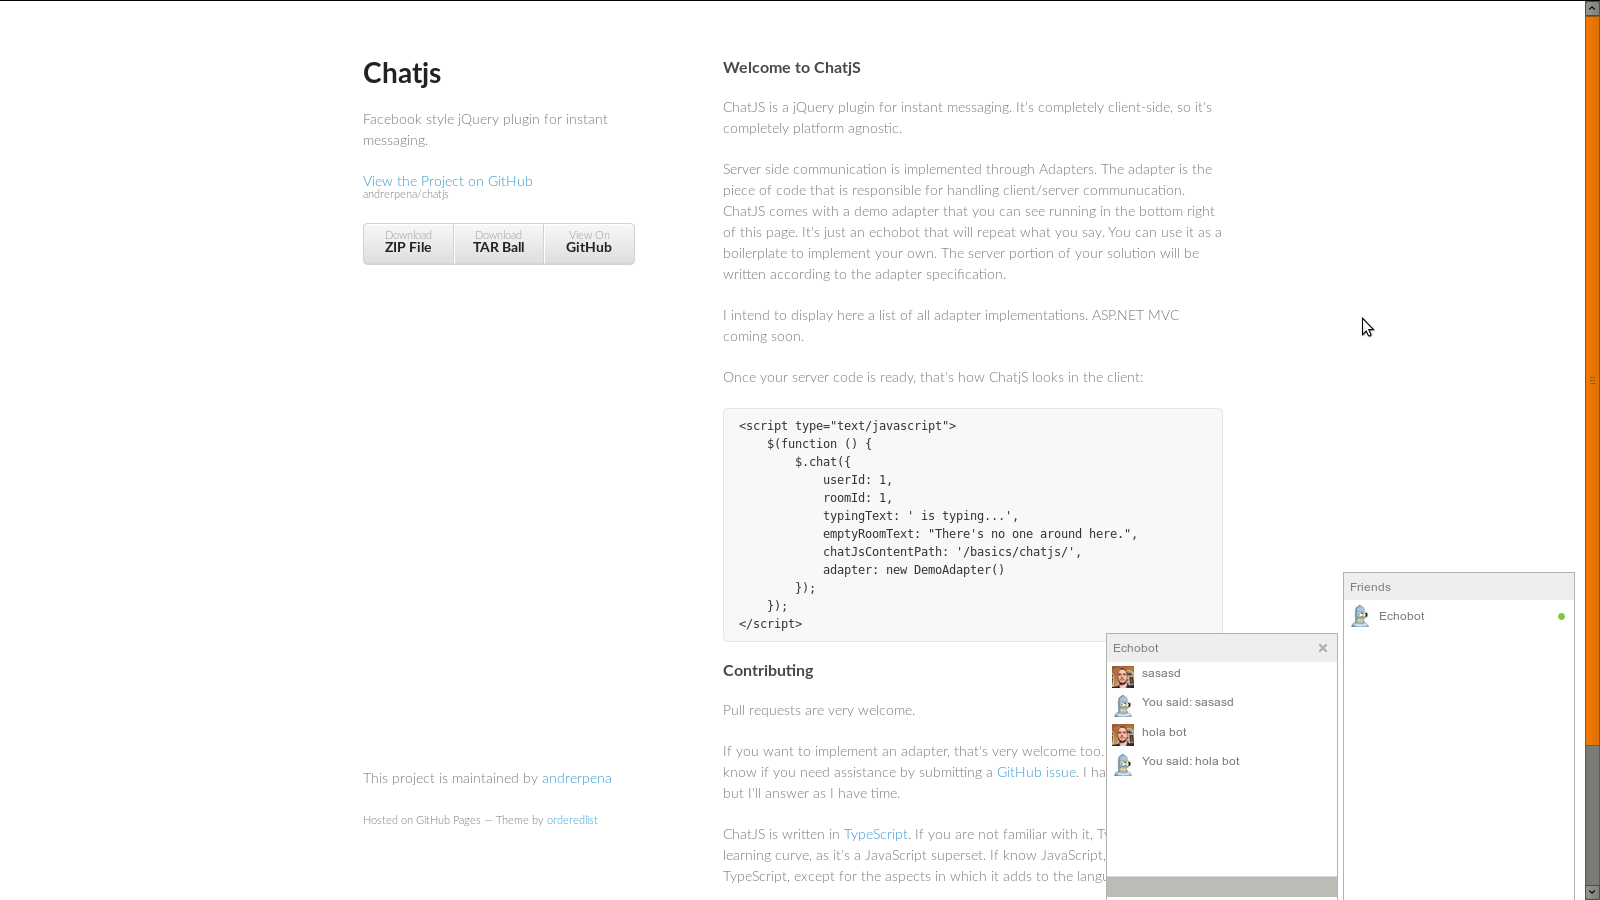 Chatjs
Facebook style jQuery plugin for instant
messaging.
View the Project on GitHub
andrerpena/chatjs
Download
ZIP File
Download
TAR Ball
View On
GitHub
This project is maintained by andrerpena
Hosted on GitHub Pages — Theme by orderedlist
Welcome to ChatjS
ChatJS is a jQuery plugin for instant messaging. It's completely client-side, so it's
completely platform agnostic.
Server side communication is implemented through Adapters. The adapter is the
piece of code that is responsible for handling client/server communucation.
ChatJS comes with a demo adapter that you can see running in the bottom right
of this page. It's just an echobot that will repeat what you say. You can use it as a
boilerplate to implement your own. The server portion of your solution will be
written according to the adapter specification.
I intend to display here a list of all adapter implementations. ASP.NET MVC
coming soon.
Once your server code is ready, that's how ChatjS looks in the client:
<script type="text/javascript">
    $(function () {
        $.chat({
            userId: 1,
            roomId: 1,
            typingText: ' is typing...',
            emptyRoomText: "There's no one around here.",
            chatJsContentPath: '/basics/chatjs/',
            adapter: new DemoAdapter()
        });
    });
</script>
Contributing
Pull requests are very welcome.
If you want to implement an adapter, that's very welcome too.
know if you need assistance by submitting a GitHub issue. I ha
but I'll answer as I have time.
ChatJS is written in TypeScript. If you are not familiar with it, Ty
learning curve, as it's a JavaScript superset. If know JavaScript,
TypeScript, except for the aspects in which it adds to the langu
Echobot
sasasd
You said: sasasd
hola bot
You said: hola bot
Friends
Echobot